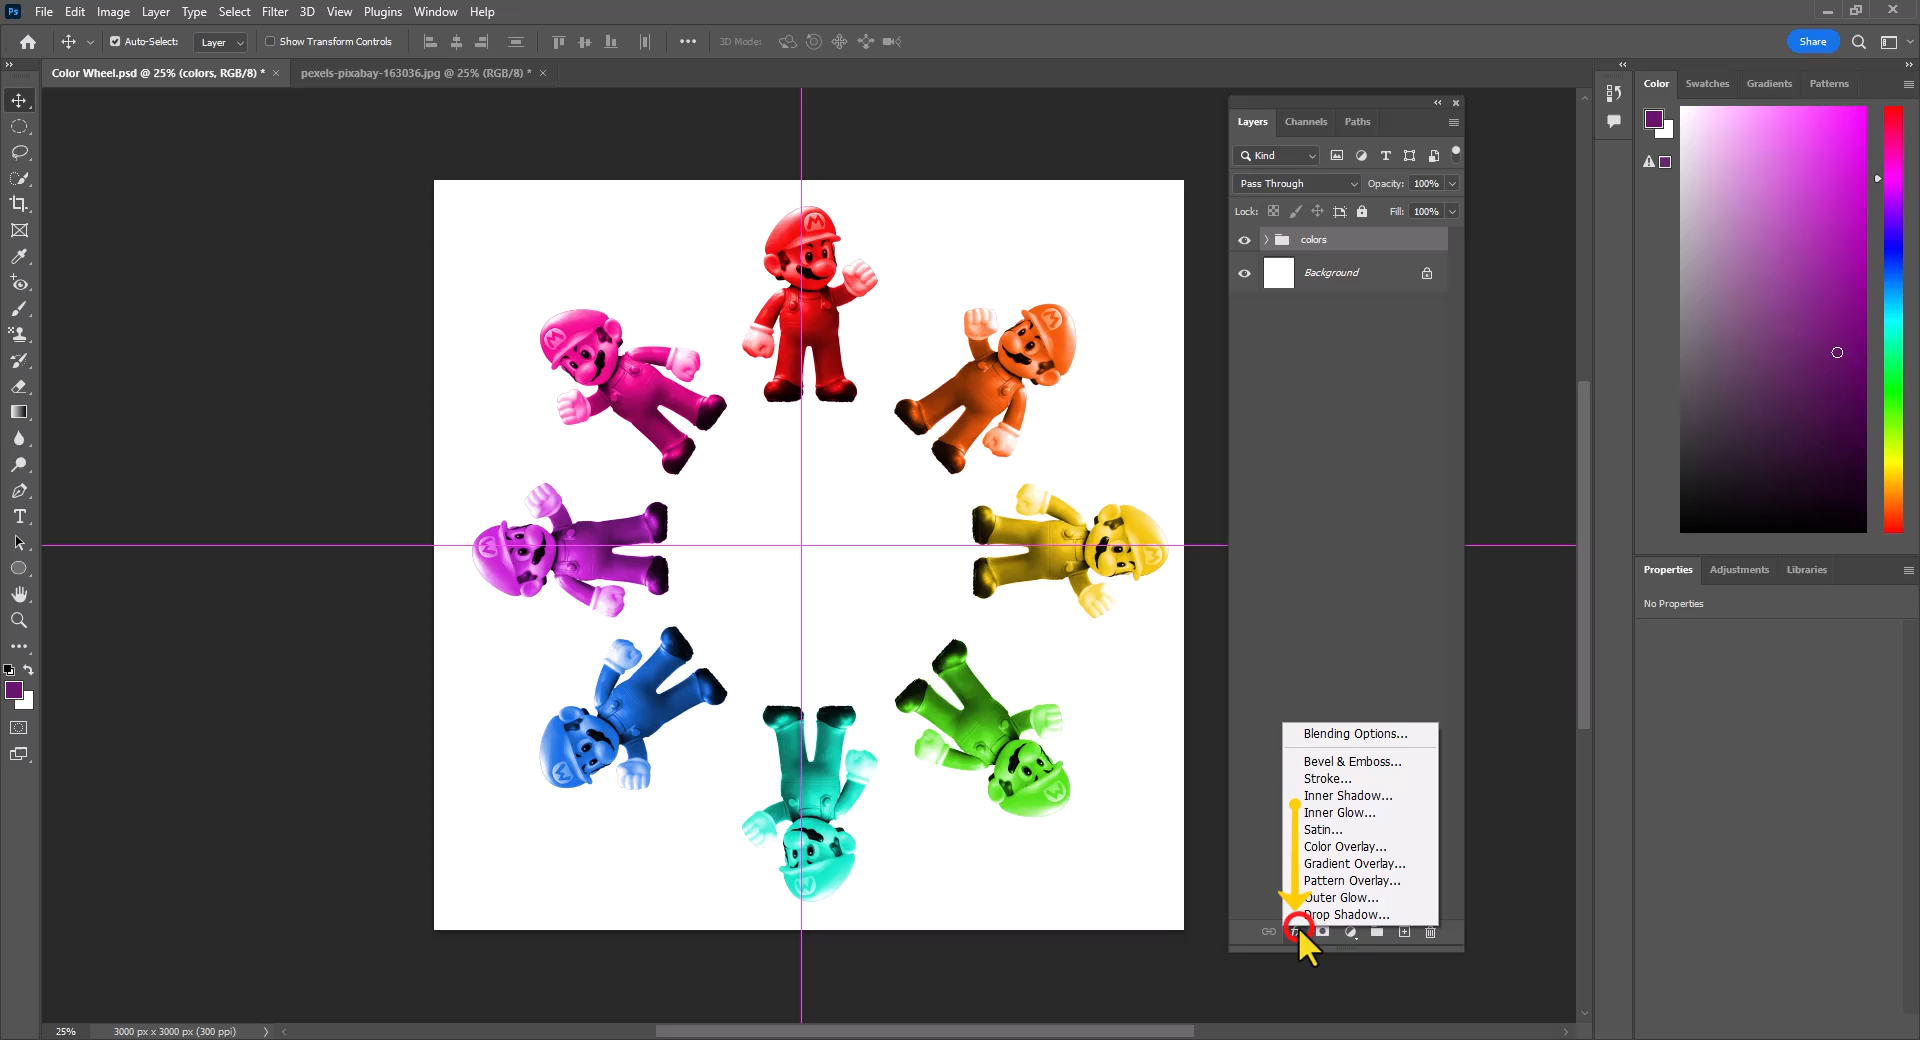 Ps File Edit Image Layer Type Select Filter 3D View Plugins Window Help
Auto-Select: Layer Show Transform Controls 3D Mode: Share
Color Wheel.psd @ 25% (colors, RGB/8) * pexels-pixabay-163036.jpg @ 25% (RGB/8) *
Color Swatches Gradients Patterns
Layers Channels Paths
Kind
Pass Through Opacity: 100%
Lock: Fill: 100%
colors
Background
Properties Adjustments Libraries
No Properties
Blending Options...
Bevel & Emboss...
Stroke...
Inner Shadow...
Inner Glow...
Satin...
Color Overlay...
Gradient Overlay...
Pattern Overlay...
Outer Glow...
Drop Shadow...
25% 3000 px x 3000 px (300 ppi)
M
M
M
M
M
M
M
M